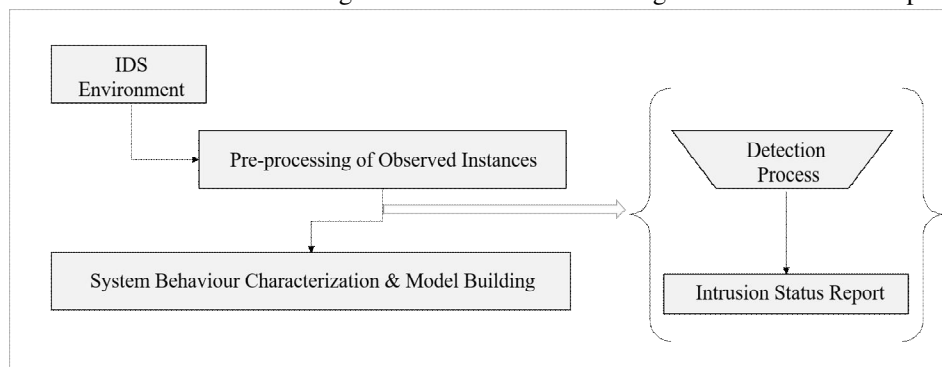 IDS
Environment
Pre-processing of Observed Instances
System Behaviour Characterization & Model Building
Detection
Process
Intrusion Status Report